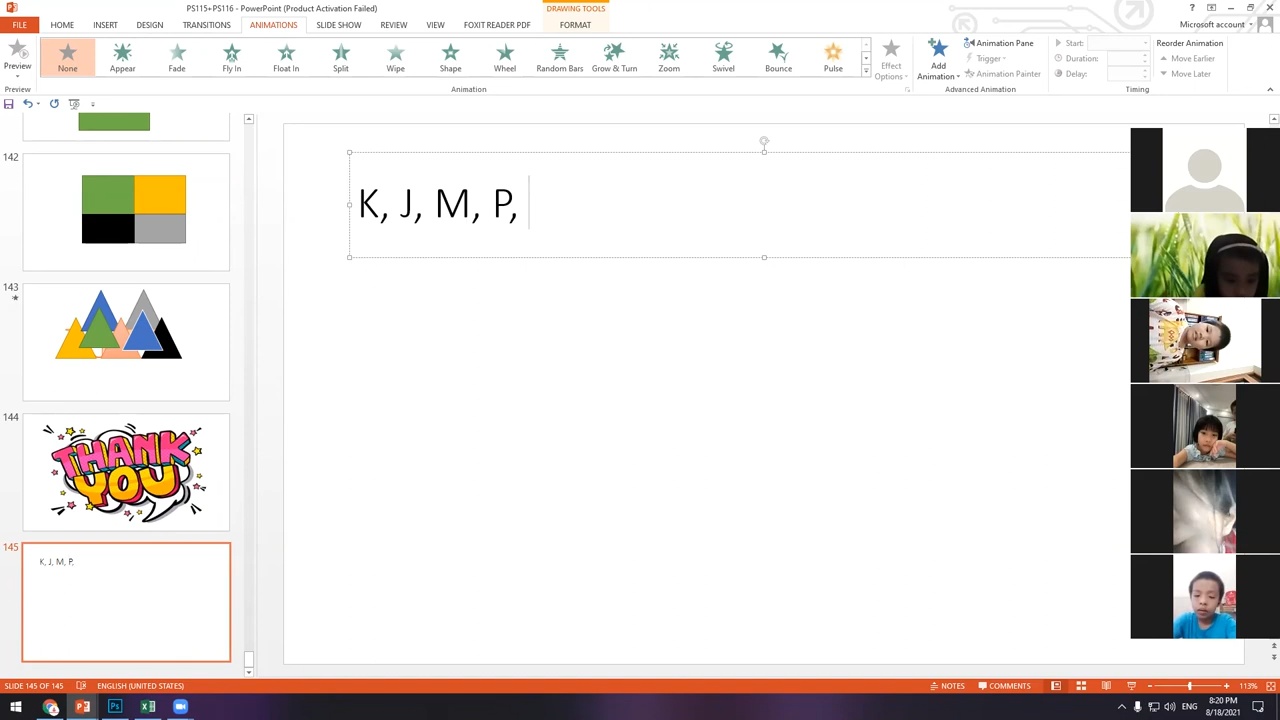 PS115+PS116 - PowerPoint (Product Activation Failed)
DRAWING TOOLS
FILE HOME INSERT DESIGN TRANSITIONS ANIMATIONS SLIDE SHOW REVIEW VIEW FOXIT READER PDF FORMAT
Microsoft account
Preview
None Appear Fade Fly In Float In Split Wipe Shape Wheel Random Bars Grow & Turn Zoom Swivel Bounce Pulse
Effect Options
Add Animation
Animation Pane
Trigger
Animation Painter
Start:
Duration:
Delay:
Reorder Animation
Move Earlier
Move Later
Preview Animation Advanced Animation Timing
142
143
144
THANK
YOU
145
K, J, M, P,
K, J, M, P,
SLIDE 145 OF 145 ENGLISH (UNITED STATES) NOTES COMMENTS 113%
ENG
8:20 PM
8/18/2021